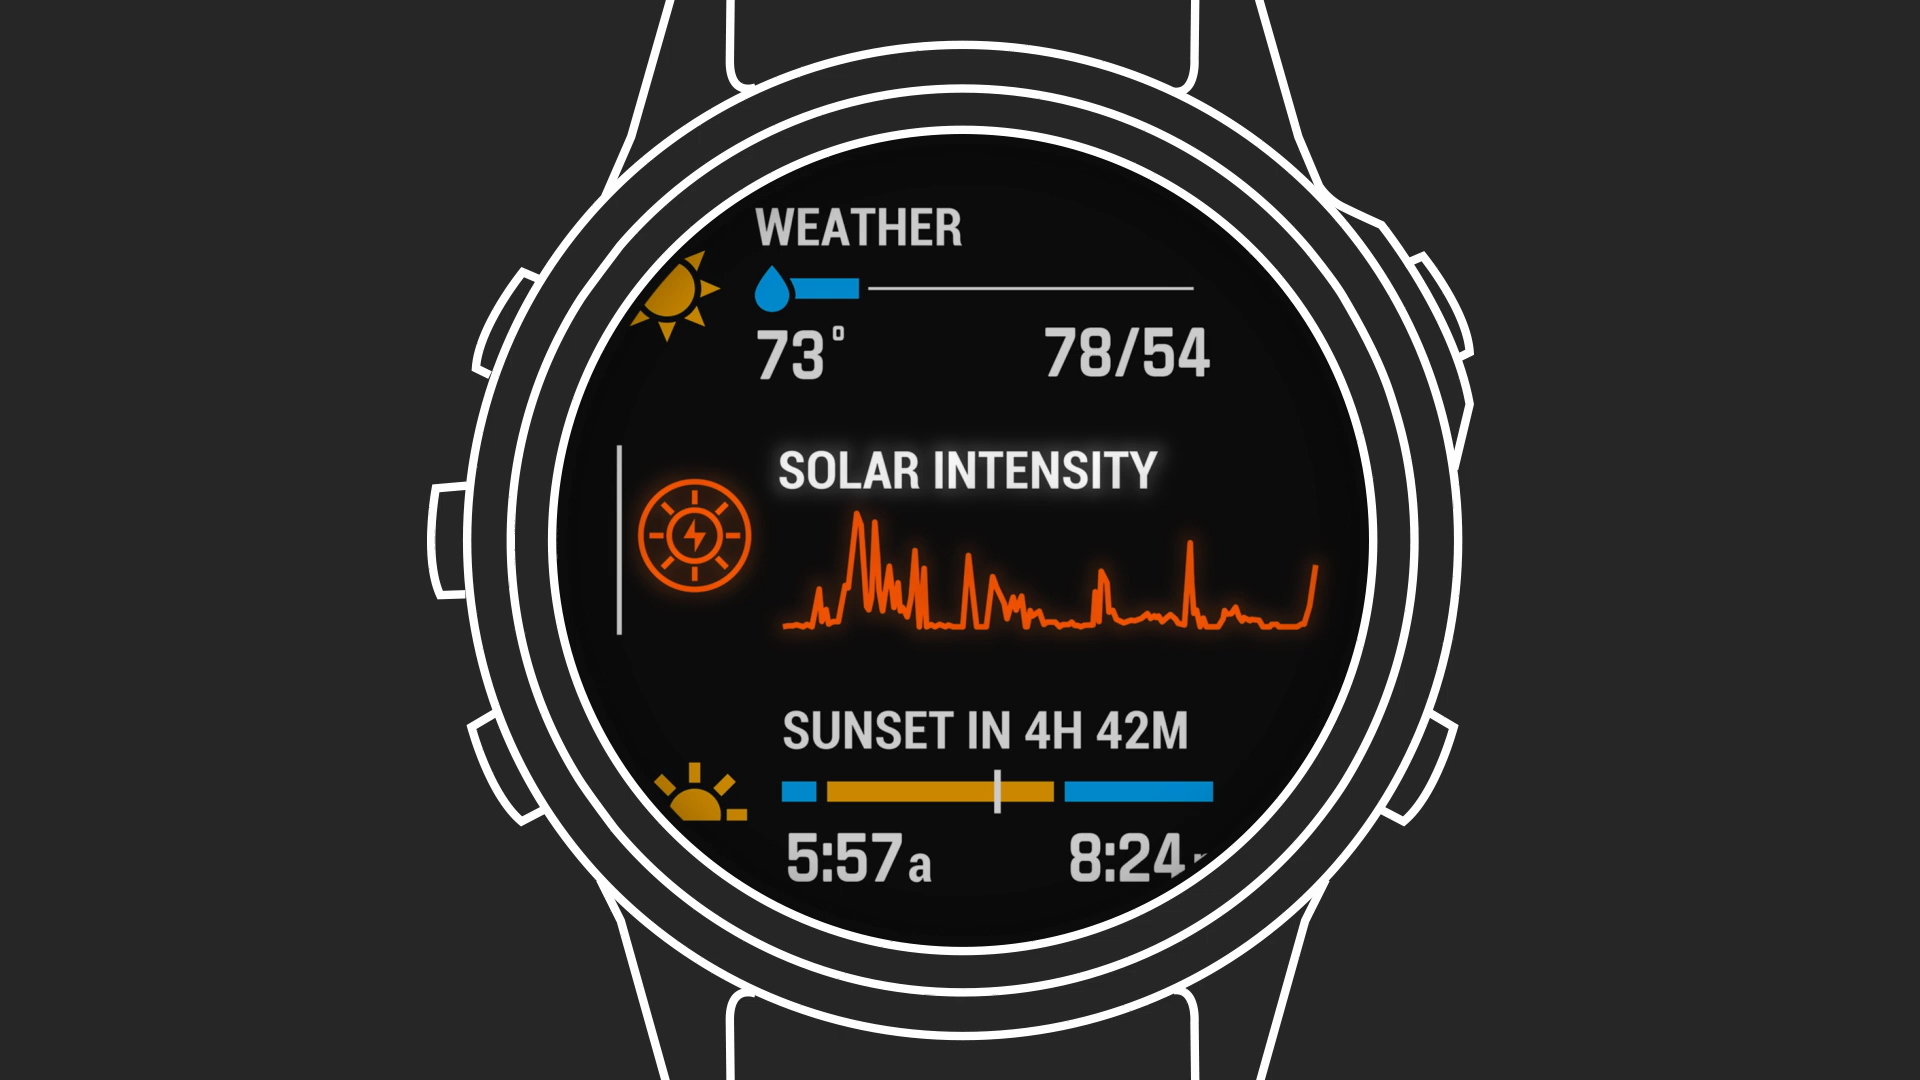 WEATHER
73° 78/54
SOLAR INTENSITY
SUNSET IN 4H 42M
5:57a 8:24